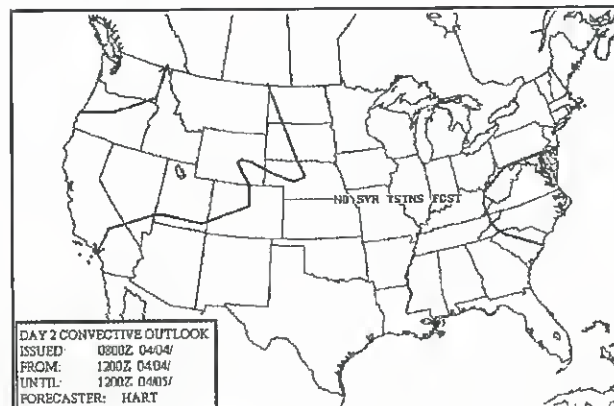 NO SVR TSTMS FCST
DAY 2 CONVECTIVE OUTLOOK
ISSUED: 0800Z 04/04/
FROM: 1200Z 04/04/
UNTIL: 1200Z 04/05/
FORECASTER: HART